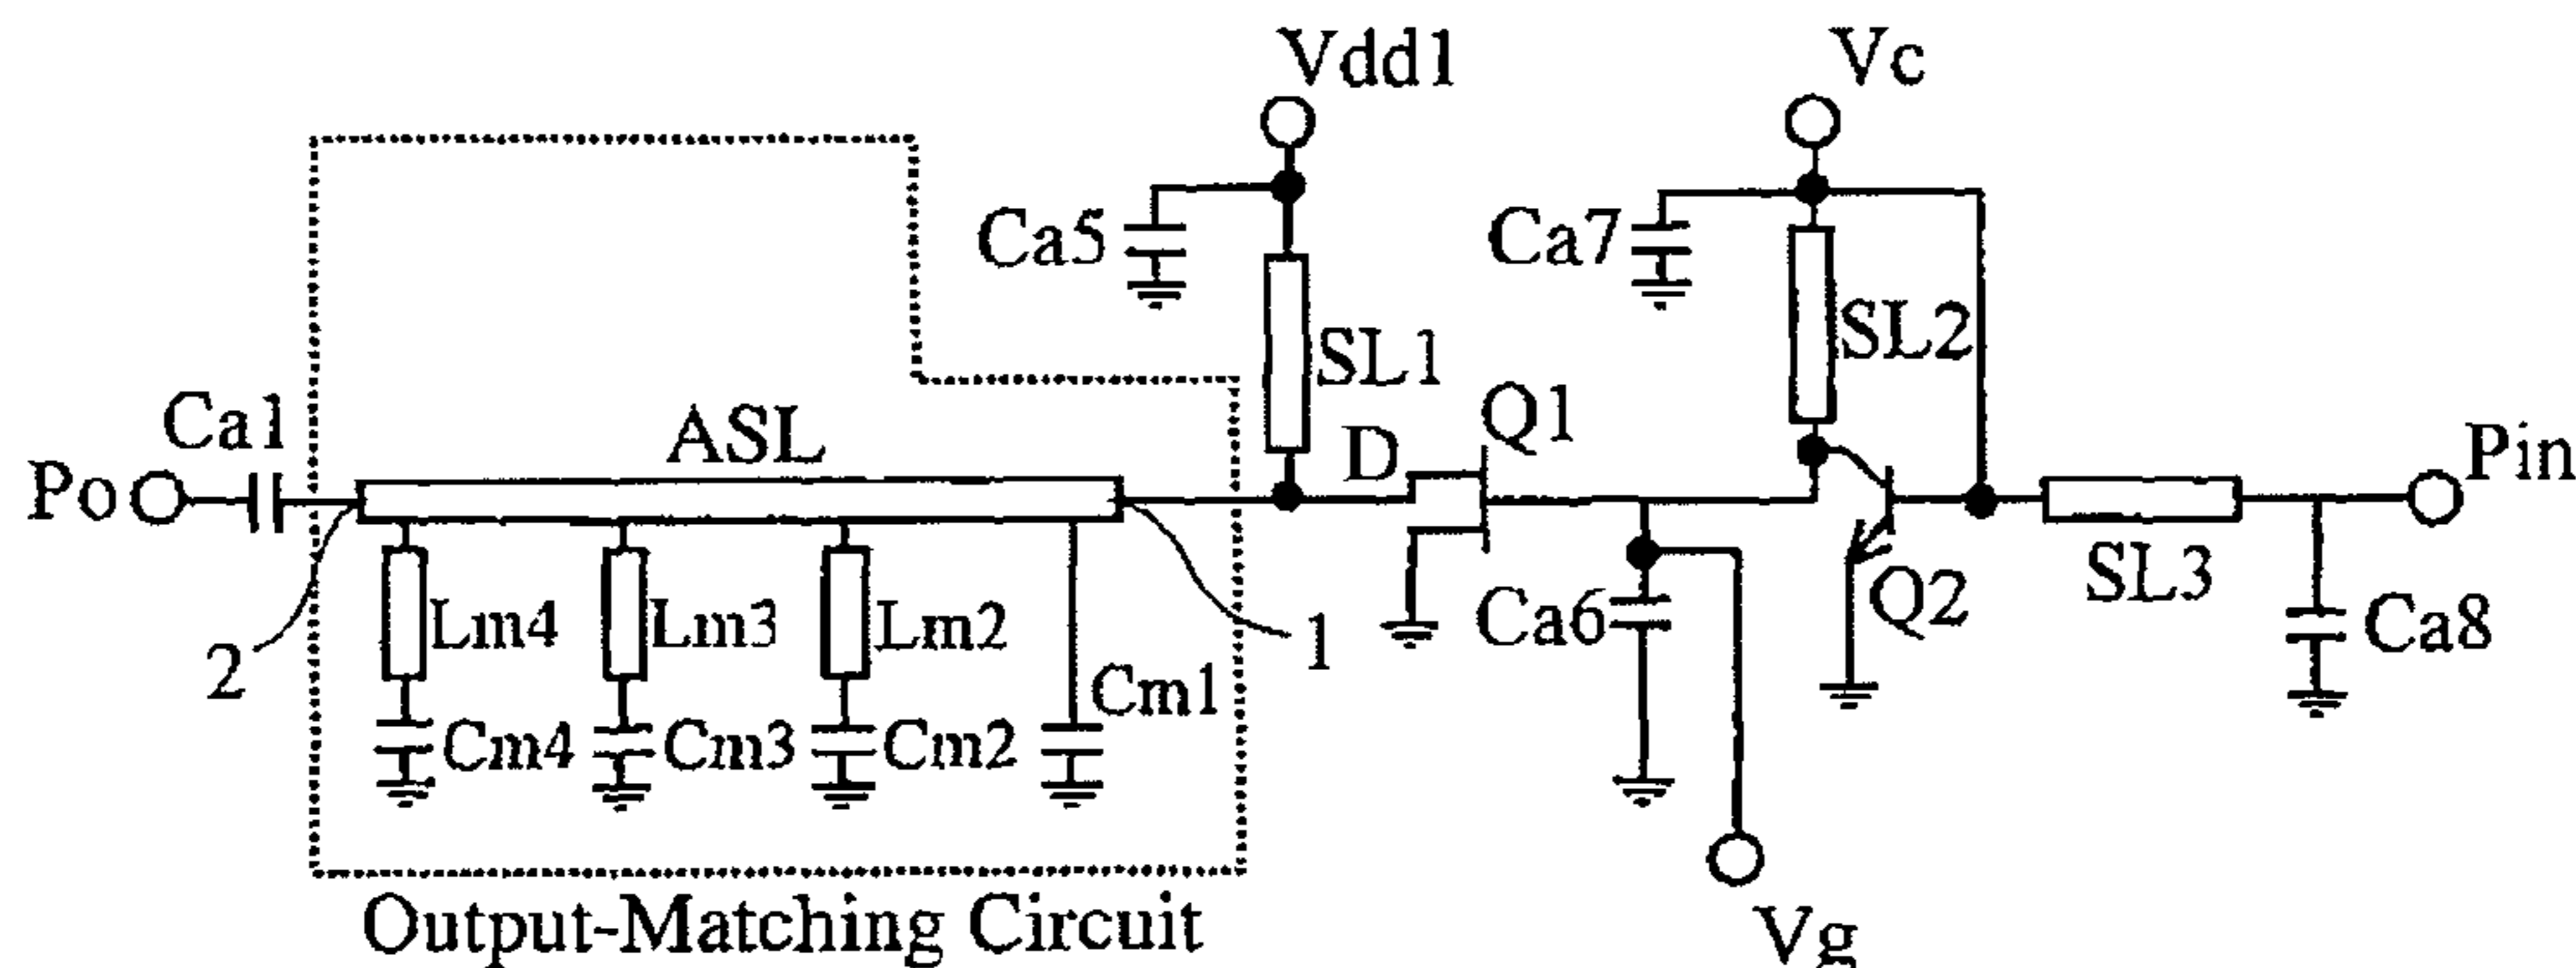 Vdd1
Vc
Ca5
Ca7
SL1
SL2
Ca1
ASL
D
Q1
Pin
Po
Lm4
Lm3
Lm2
1
Ca6
Q2
SL3
Ca8
2
Cm1
Cm4
Cm3
Cm2
Output-Matching Circuit
Vg